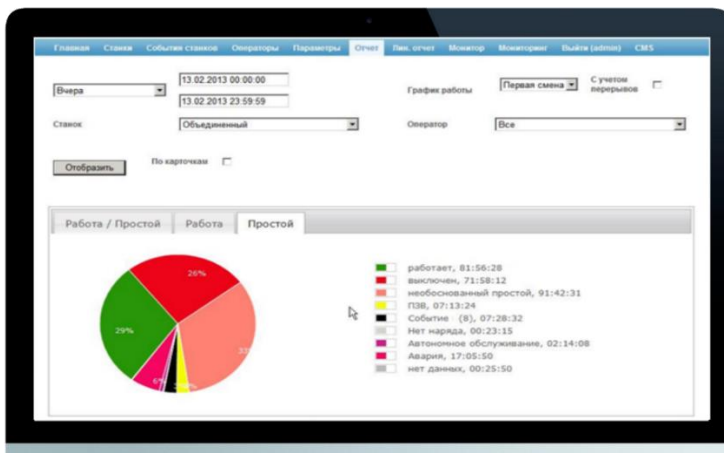 Главная Станки События станков Операторы Параметры Отчет Лин. отчет Монитор Мониторинг Выйти (admin) CMS
Вчера
13.02.2013 00:00:00
13.02.2013 23:59:59
График работы
Первая смена
С учетом перерывов
Станок
Объединенный
Оператор
Все
Отобразить
По карточкам
Работа / Простой Работа Простой
26%
29%
6%
работает, 81:56:28
выключен, 71:58:12
необоснованный простой, 91:42:31
ПЗВ, 07:13:24
Событие (8), 07:28:32
Нет наряда, 00:23:15
Автономное обслуживание, 02:14:08
Авария, 17:05:50
нет данных, 00:25:50